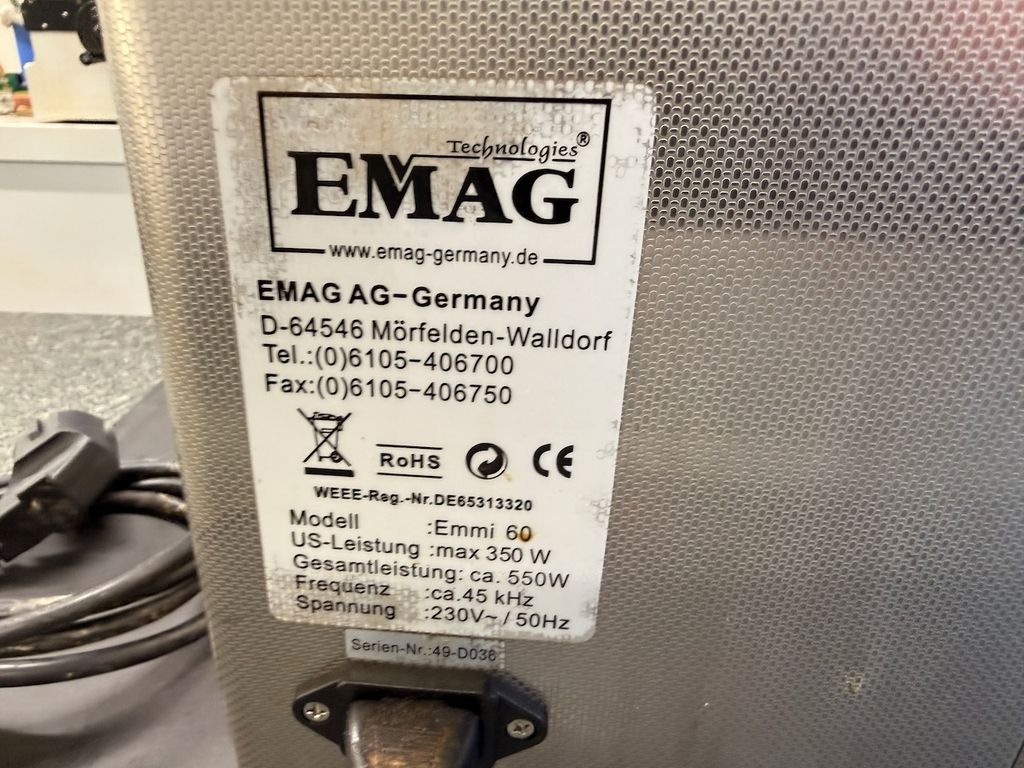 Technologies®
EMAG
www.emag-germany.de
EMAG AG-Germany
D-64546 Mörfelden-Walldorf
Tel.:(0)6105-406700
Fax:(0)6105-406750
RoHS
CE
WEEE-Reg.-Nr.DE65313320
Modell :Emmi 60
US-Leistung :max 350 W
Gesamtleistung: ca. 550W
Frequenz :ca.45 kHz
Spannung :230V~ / 50Hz
Serien-Nr.:49-D036